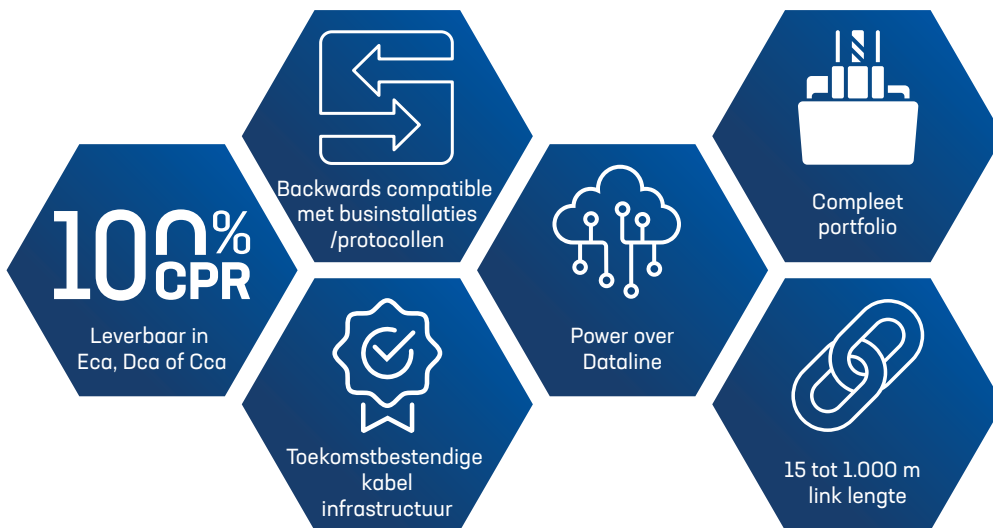 100%
CPR
Leverbaar in
Eca, Dca of Cca
Backwards compatible
met businstallaties
/protocollen
Toekomstbestendige
kabel
infrastructuur
Power over
Dataline
Compleet
portfolio
15 tot 1.000 m
link lengte